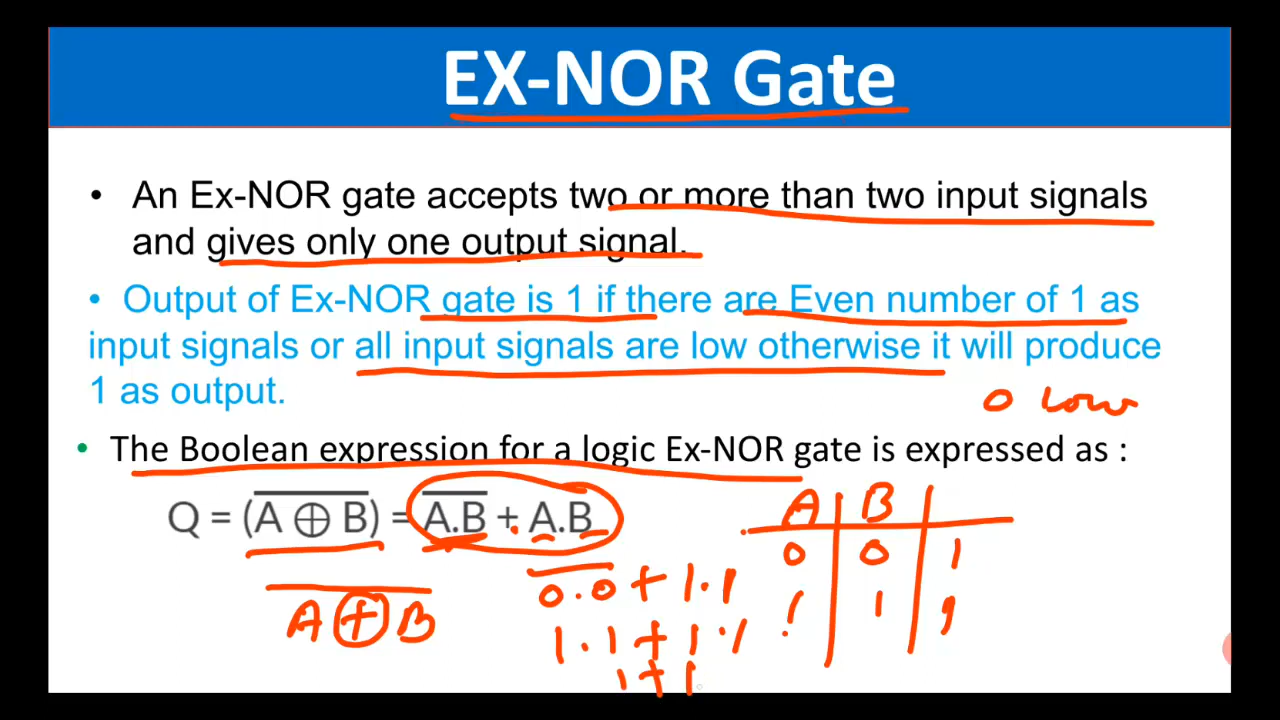 EX-NOR Gate
• An Ex-NOR gate accepts two or more than two input signals
and gives only one output signal.
• Output of Ex-NOR gate is 1 if there are Even number of 1 as
input signals or all input signals are low otherwise it will produce
1 as output.
0 low
• The Boolean expression for a logic Ex-NOR gate is expressed as :
Q = (A̅ ̅⊕̅ ̅B̅) = A̅.̅B̅ + A.B
A B
0 0 1
1 1
A̅ ̅⊕̅ ̅B̅
0.0 + 1.1
1.1 + 1.1
1 + 1